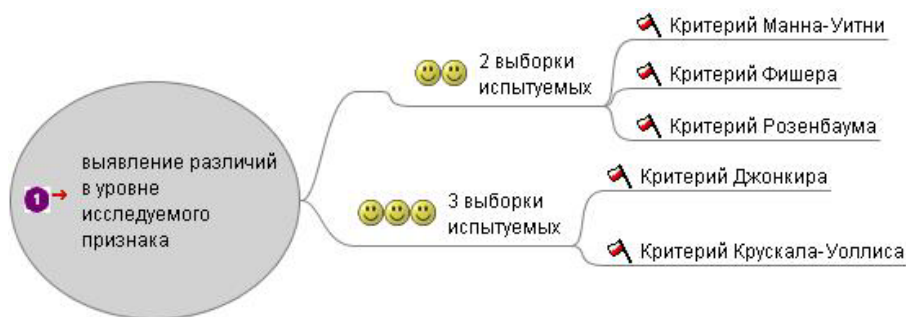 1
выявление различий
в уровне
исследуемого
признака
2 выборки
испытуемых
Критерий Манна-Уитни
Критерий Фишера
Критерий Розенбаума
3 выборки
испытуемых
Критерий Джонкира
Критерий Крускала-Уоллиса